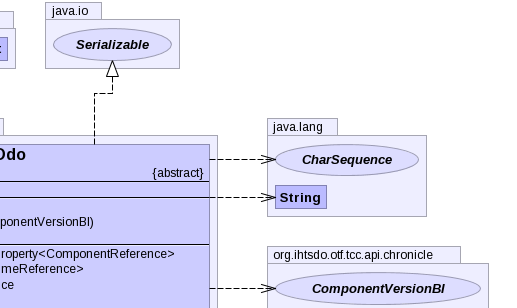 java.io
Serializable
java.lang
CharSequence
String
{abstract}
ponentVersionBI)
roperty<ComponentReference>
meReference>
ce
org.ihtsdo.otf.tcc.api.chronicle
ComponentVersionBI